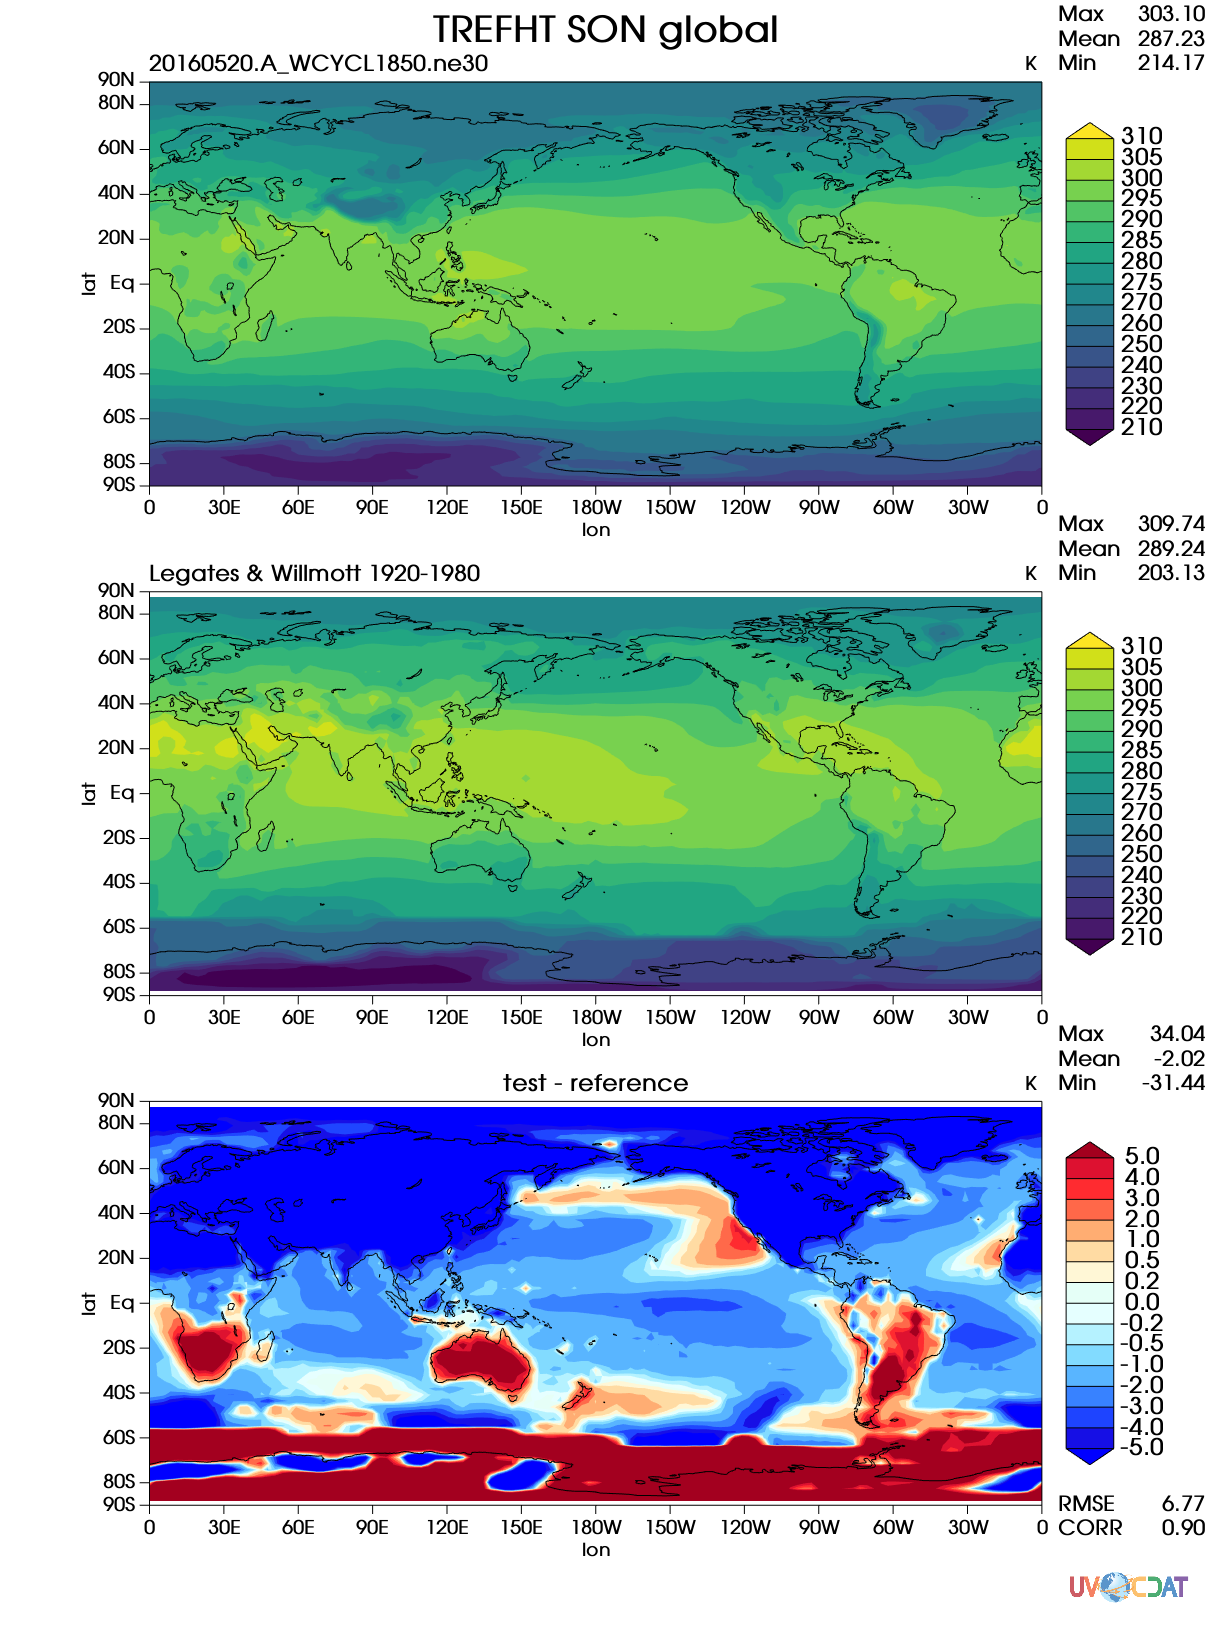 TREFHT SON global
20160520.A_WCYCL1850.ne30
K
Max 303.10
Mean 287.23
Min 214.17
90N
80N
60N
40N
20N
Eq
20S
40S
60S
80S
90S
lat
0 30E 60E 90E 120E 150E 180W 150W 120W 90W 60W 30W 0
lon
310
305
300
295
290
285
280
275
270
260
250
240
230
220
210
Legates & Willmott 1920-1980
K
Max 309.74
Mean 289.24
Min 203.13
90N
80N
60N
40N
20N
Eq
20S
40S
60S
80S
90S
lat
0 30E 60E 90E 120E 150E 180W 150W 120W 90W 60W 30W 0
lon
310
305
300
295
290
285
280
275
270
260
250
240
230
220
210
test - reference
K
Max 34.04
Mean -2.02
Min -31.44
90N
80N
60N
40N
20N
Eq
20S
40S
60S
80S
90S
lat
0 30E 60E 90E 120E 150E 180W 150W 120W 90W 60W 30W 0
lon
5.0
4.0
3.0
2.0
1.0
0.5
0.2
0.0
-0.2
-0.5
-1.0
-2.0
-3.0
-4.0
-5.0
RMSE 6.77
CORR 0.90
UV CDAT